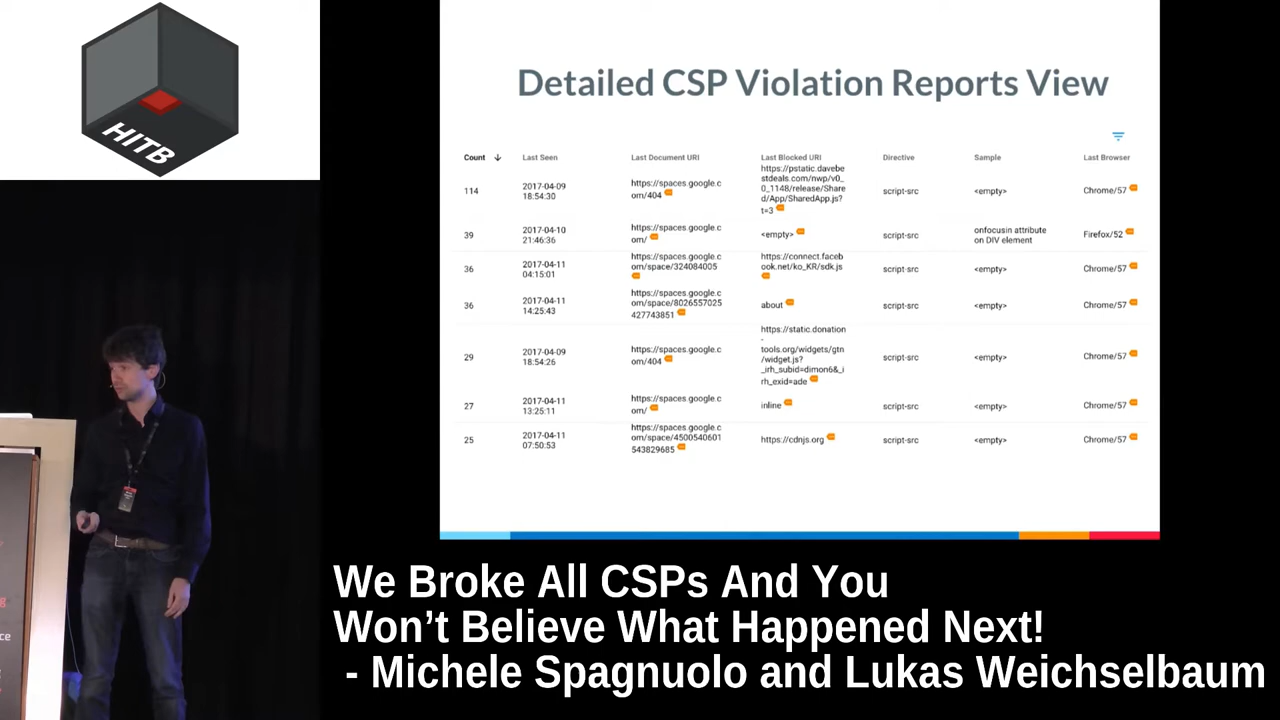 HITB
Detailed CSP Violation Reports View
Count Last Seen Last Document URI Last Blocked URI Directive Sample Last Browser
114
2017-04-09
18:54:30
https://spaces.google.c
om/404
https://pstatic.davebe
stdeals.com/nwp/v0_
0_1148/release/Share
d/App/SharedApp.js?
t=3
script-src
<empty>
Chrome/57
39
2017-04-10
21:46:36
https://spaces.google.c
om/
<empty>
script-src
onfocusin attribute
on DIV element
Firefox/52
36
2017-04-11
04:15:01
https://spaces.google.c
om/space/324084005
https://connect.faceb
ook.net/ko_KR/sdk.js
script-src
<empty>
Chrome/57
36
2017-04-11
14:25:43
https://spaces.google.c
om/space/8026557025
427743851
about
script-src
<empty>
Chrome/57
29
2017-04-09
18:54:26
https://spaces.google.c
om/404
https://static.donation
-
tools.org/widgets/gtn
/widget.js?
_irh_subid=dimon6&_i
rh_exid=ade
script-src
<empty>
Chrome/57
27
2017-04-11
13:25:11
https://spaces.google.c
om/
inline
script-src
<empty>
Chrome/57
25
2017-04-11
07:50:53
https://spaces.google.c
om/space/4500540601
543829685
https://cdnjs.org
script-src
<empty>
Chrome/57
We Broke All CSPs And You
Won’t Believe What Happened Next!
- Michele Spagnuolo and Lukas Weichselbaum